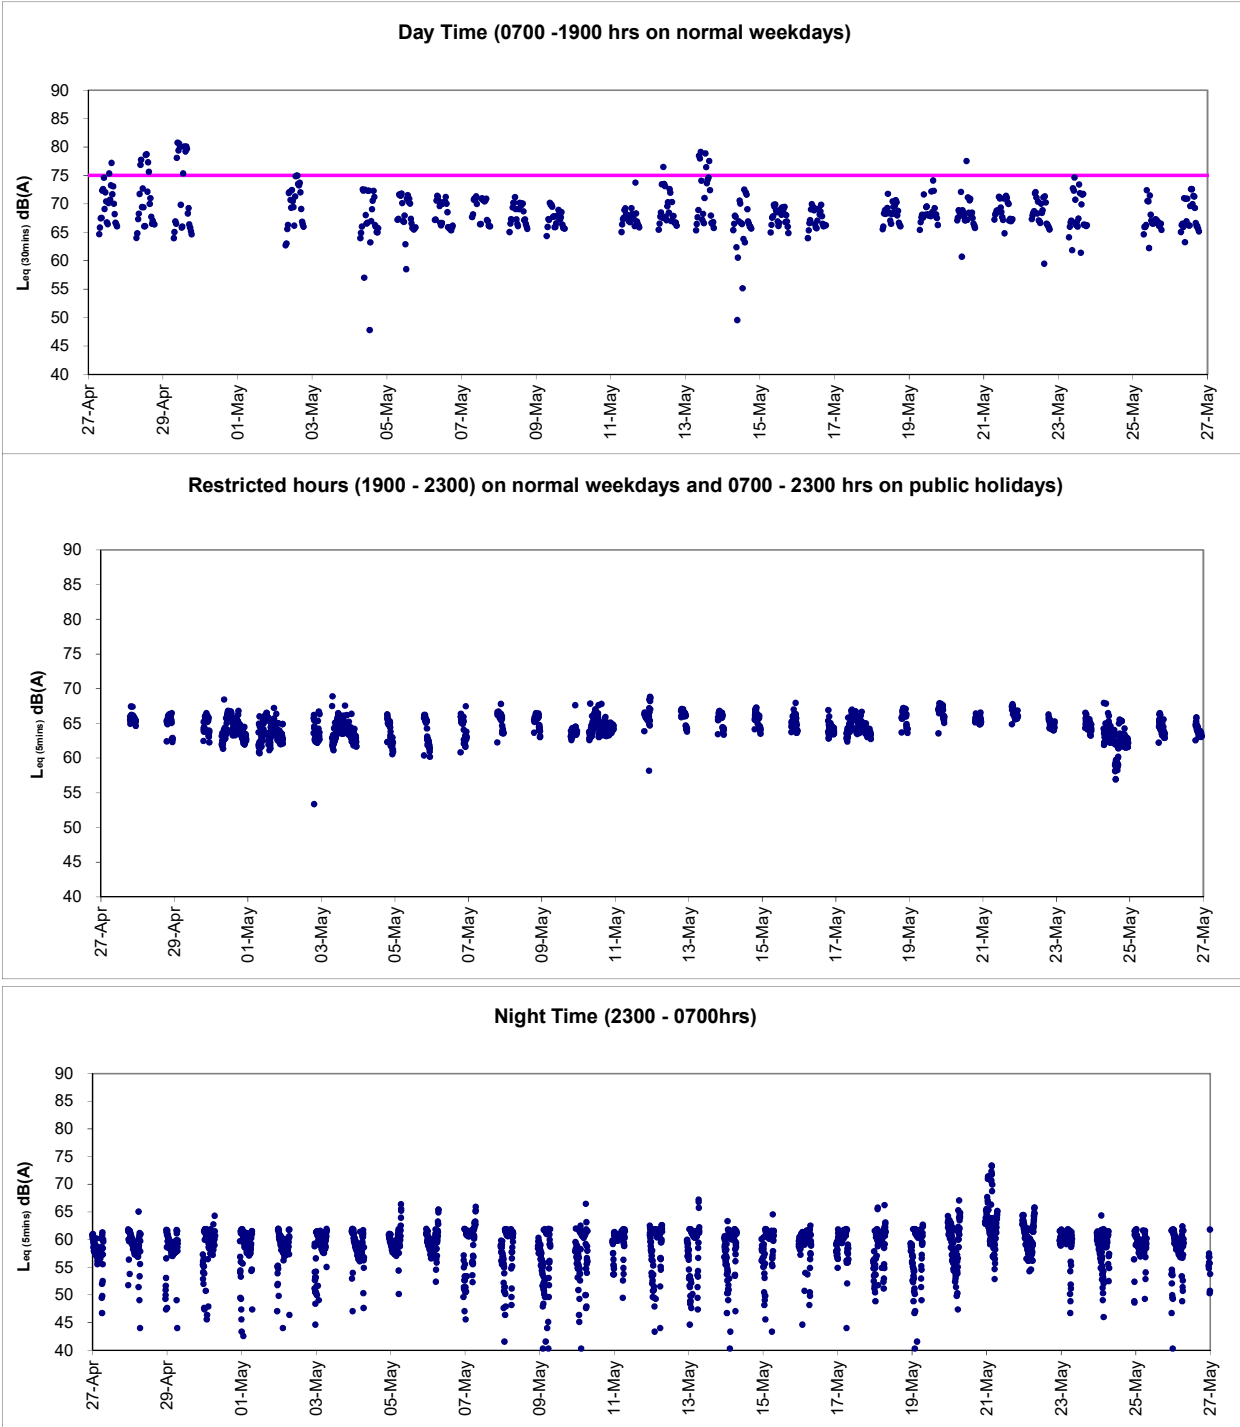 Day Time (0700 -1900 hrs on normal weekdays)
90
85
80
75
70
65
60
55
50
45
40
Leq (30mins) dB(A)
27-Apr
29-Apr
01-May
03-May
05-May
07-May
09-May
11-May
13-May
15-May
17-May
19-May
21-May
23-May
25-May
27-May
Restricted hours (1900 - 2300) on normal weekdays and 0700 - 2300 hrs on public holidays)
90
85
80
75
70
65
60
55
50
45
40
Leq (5mins) dB(A)
27-Apr
29-Apr
01-May
03-May
05-May
07-May
09-May
11-May
13-May
15-May
17-May
19-May
21-May
23-May
25-May
27-May
Night Time (2300 - 0700hrs)
90
85
80
75
70
65
60
55
50
45
40
Leq (5mins) dB(A)
27-Apr
29-Apr
01-May
03-May
05-May
07-May
09-May
11-May
13-May
15-May
17-May
19-May
21-May
23-May
25-May
27-May